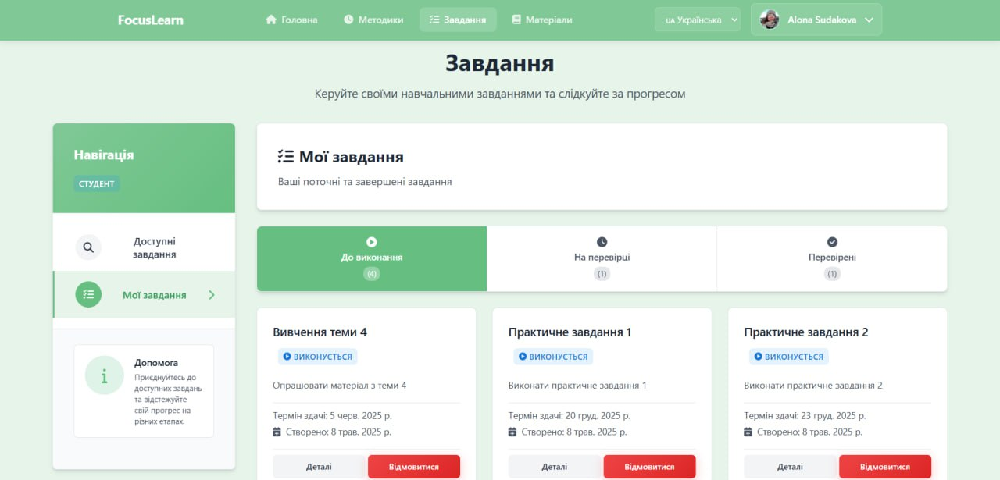 FocusLearn
Головна
Методики
Завдання
Матеріали
UA Українська
Alona Sudakova
Завдання
Керуйте своїми навчальними завданнями та слідкуйте за прогресом
Навігація
СТУДЕНТ
Доступні
завдання
Мої завдання
Допомога
Приєднуйтесь до
доступних завдань
та відстежуйте
свій прогрес на
різних етапах.
Мої завдання
Ваші поточні та завершені завдання
До виконання
(4)
На перевірці
(1)
Перевірені
(1)
Вивчення теми 4
ВИКОНУЄТЬСЯ
Опрацювати матеріал з теми 4
Термін здачі: 5 черв. 2025 р.
Створено: 8 трав. 2025 р.
Деталі
Відмовитися
Практичне завдання 1
ВИКОНУЄТЬСЯ
Виконати практичне завдання 1
Термін здачі: 20 груд. 2025 р.
Створено: 8 трав. 2025 р.
Деталі
Відмовитися
Практичне завдання 2
ВИКОНУЄТЬСЯ
Виконати практичне завдання 2
Термін здачі: 23 груд. 2025 р.
Створено: 8 трав. 2025 р.
Деталі
Відмовитися